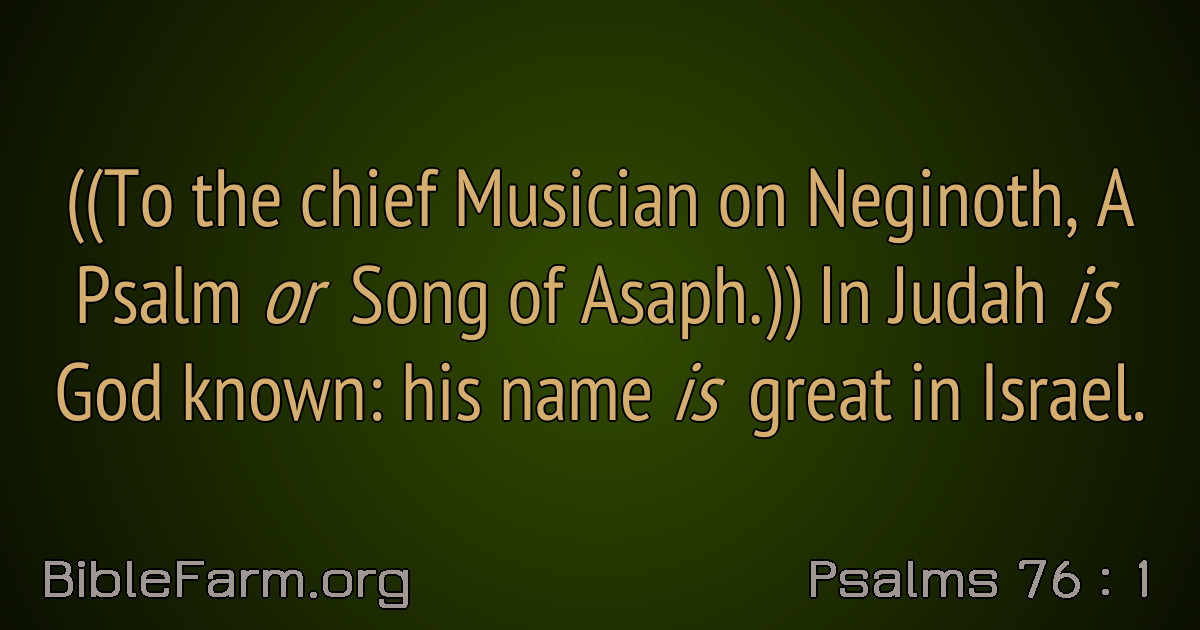 ((To the chief Musician on Neginoth, A
Psalm or Song of Asaph.)) In Judah is
God known: his name is great in Israel.
BibleFarm.org
Psalms 76 : 1